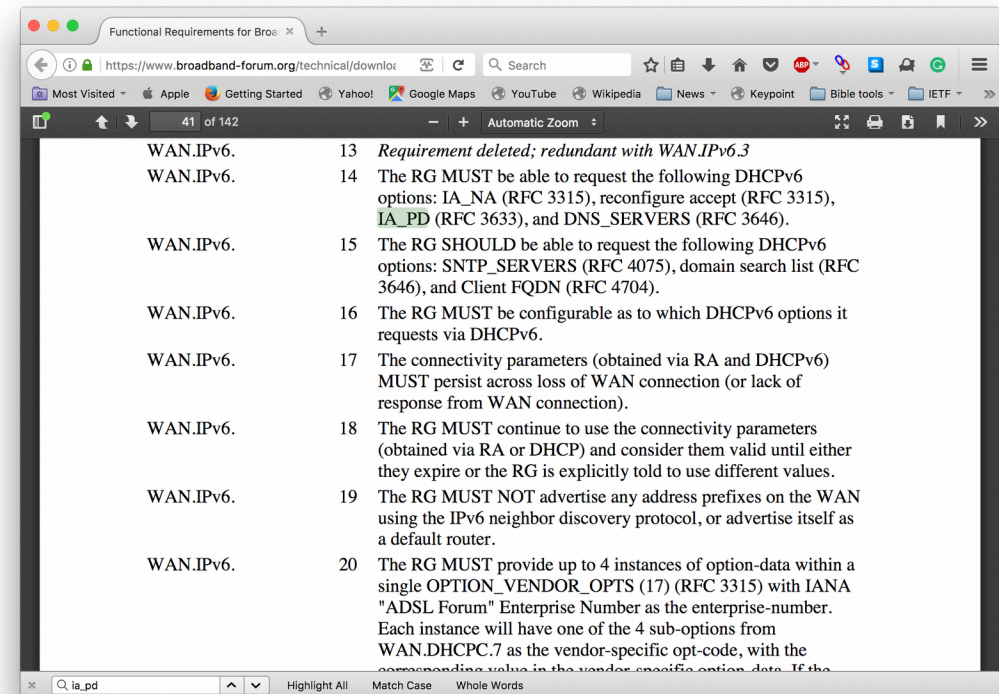 Functional Requirements for Broa
https://www.broadband-forum.org/technical/downloa
Search
ABP
S
G
Most Visited
Apple
Getting Started
Yahoo!
Google Maps
YouTube
Wikipedia
News
Keypoint
Bible tools
IETF
41 of 142
Automatic Zoom
WAN.IPv6. 13 Requirement deleted; redundant with WAN.IPv6.3
WAN.IPv6. 14 The RG MUST be able to request the following DHCPv6
options: IA_NA (RFC 3315), reconfigure accept (RFC 3315),
IA_PD (RFC 3633), and DNS_SERVERS (RFC 3646).
WAN.IPv6. 15 The RG SHOULD be able to request the following DHCPv6
options: SNTP_SERVERS (RFC 4075), domain search list (RFC
3646), and Client FQDN (RFC 4704).
WAN.IPv6. 16 The RG MUST be configurable as to which DHCPv6 options it
requests via DHCPv6.
WAN.IPv6. 17 The connectivity parameters (obtained via RA and DHCPv6)
MUST persist across loss of WAN connection (or lack of
response from WAN connection).
WAN.IPv6. 18 The RG MUST continue to use the connectivity parameters
(obtained via RA or DHCP) and consider them valid until either
they expire or the RG is explicitly told to use different values.
WAN.IPv6. 19 The RG MUST NOT advertise any address prefixes on the WAN
using the IPv6 neighbor discovery protocol, or advertise itself as
a default router.
WAN.IPv6. 20 The RG MUST provide up to 4 instances of option-data within a
single OPTION_VENDOR_OPTS (17) (RFC 3315) with IANA
"ADSL Forum" Enterprise Number as the enterprise-number.
Each instance will have one of the 4 sub-options from
WAN.DHCPC.7 as the vendor-specific opt-code, with the
corresponding value in the vendor-specific option-data. If the
ia_pd
Highlight All
Match Case
Whole Words